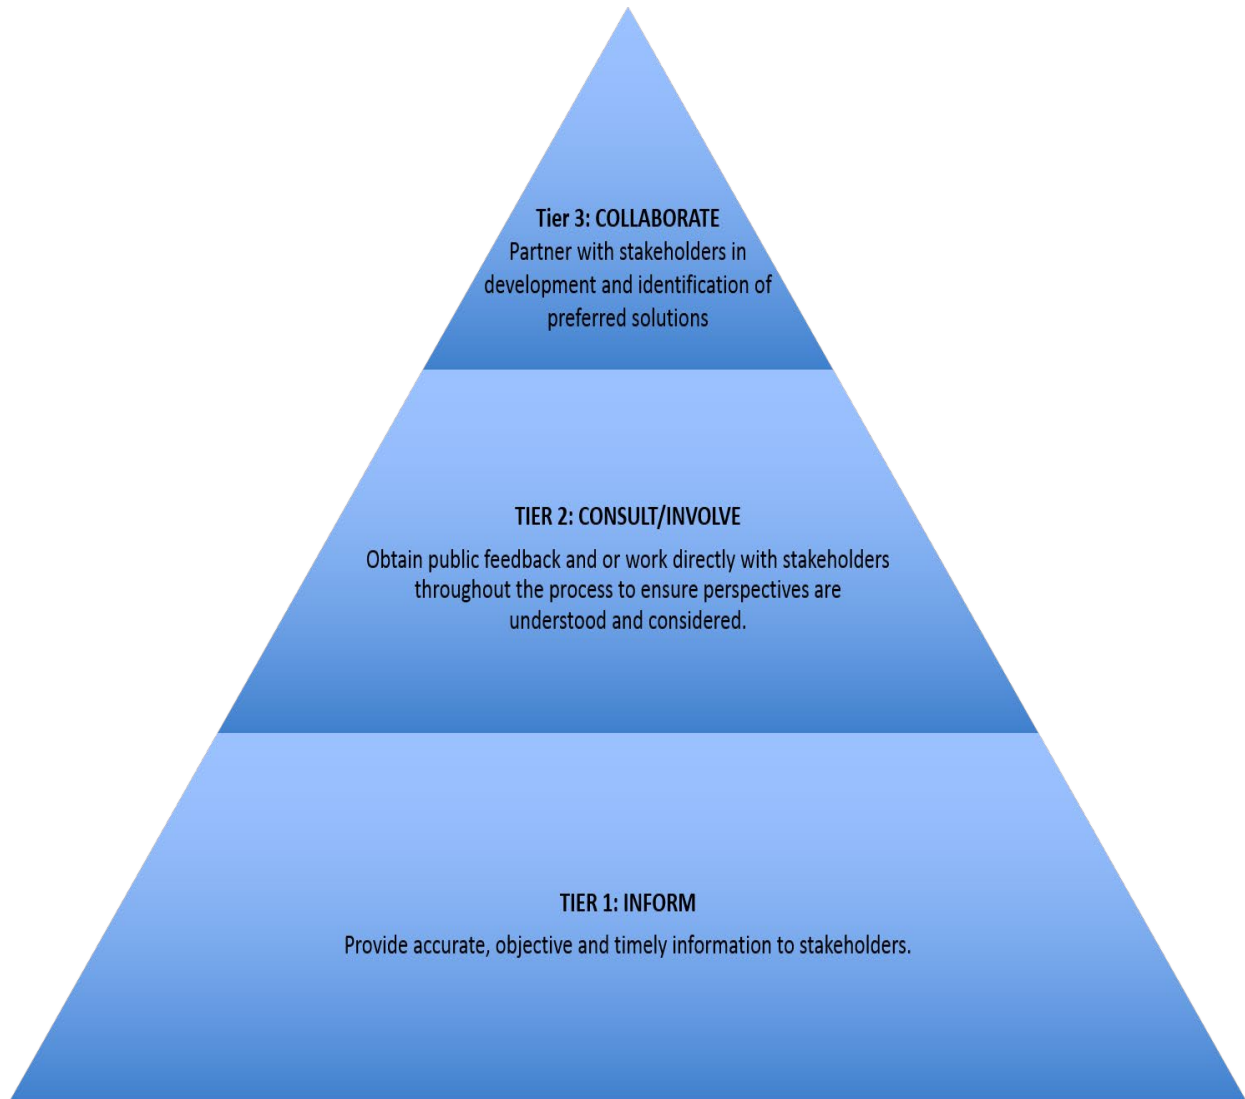 Tier 3: COLLABORATE
Partner with stakeholders in
development and identification of
preferred solutions
TIER 2: CONSULT/INVOLVE
Obtain public feedback and or work directly with stakeholders
throughout the process to ensure perspectives are
understood and considered.
TIER 1: INFORM
Provide accurate, objective and timely information to stakeholders.